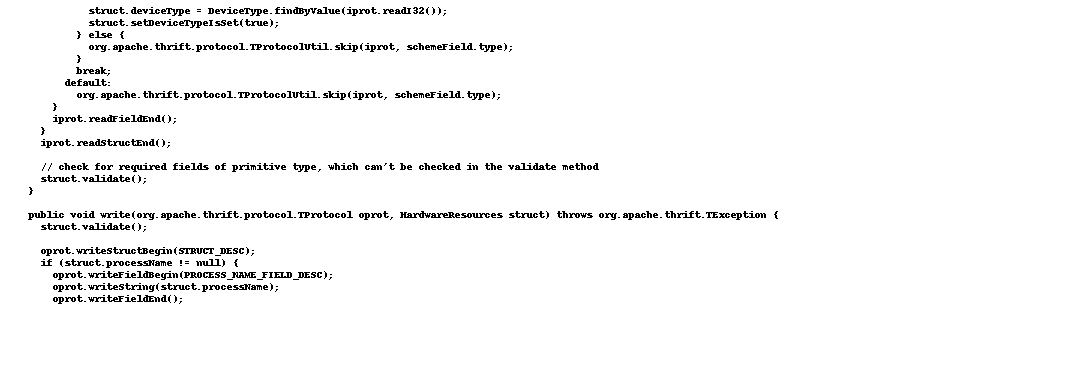 struct.deviceType = DeviceType.findByValue(iprot.readI32());
struct.setDeviceTypeIsSet(true);
} else {
org.apache.thrift.protocol.TProtocolUtil.skip(iprot, schemeField.type);
}
break;
default:
org.apache.thrift.protocol.TProtocolUtil.skip(iprot, schemeField.type);
}
iprot.readFieldEnd();
}
iprot.readStructEnd();
// check for required fields of primitive type, which can't be checked in the validate method
struct.validate();
}
public void write(org.apache.thrift.protocol.TProtocol oprot, HardwareResources struct) throws org.apache.thrift.TException {
struct.validate();
oprot.writeStructBegin(STRUCT_DESC);
if (struct.processName != null) {
oprot.writeFieldBegin(PROCESS_NAME_FIELD_DESC);
oprot.writeString(struct.processName);
oprot.writeFieldEnd();